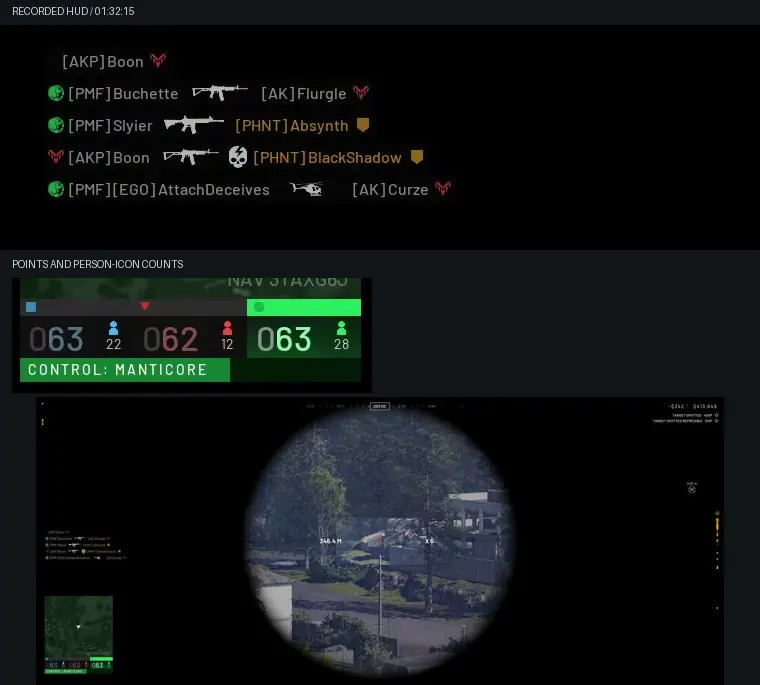 RECORDED HUD / 01:32:15
[AKP] Boon
[PMF] Buchette [AK] Flurgle
[PMF] Slyier [PHNT] Absynth
[AKP] Boon [PHNT] BlackShadow
[PMF] [EGO] AttachDeceives [AK] Curze
POINTS AND PERSON-ICON COUNTS
063 22 062 12 063 28
CONTROL: MANTICORE
346.4 M